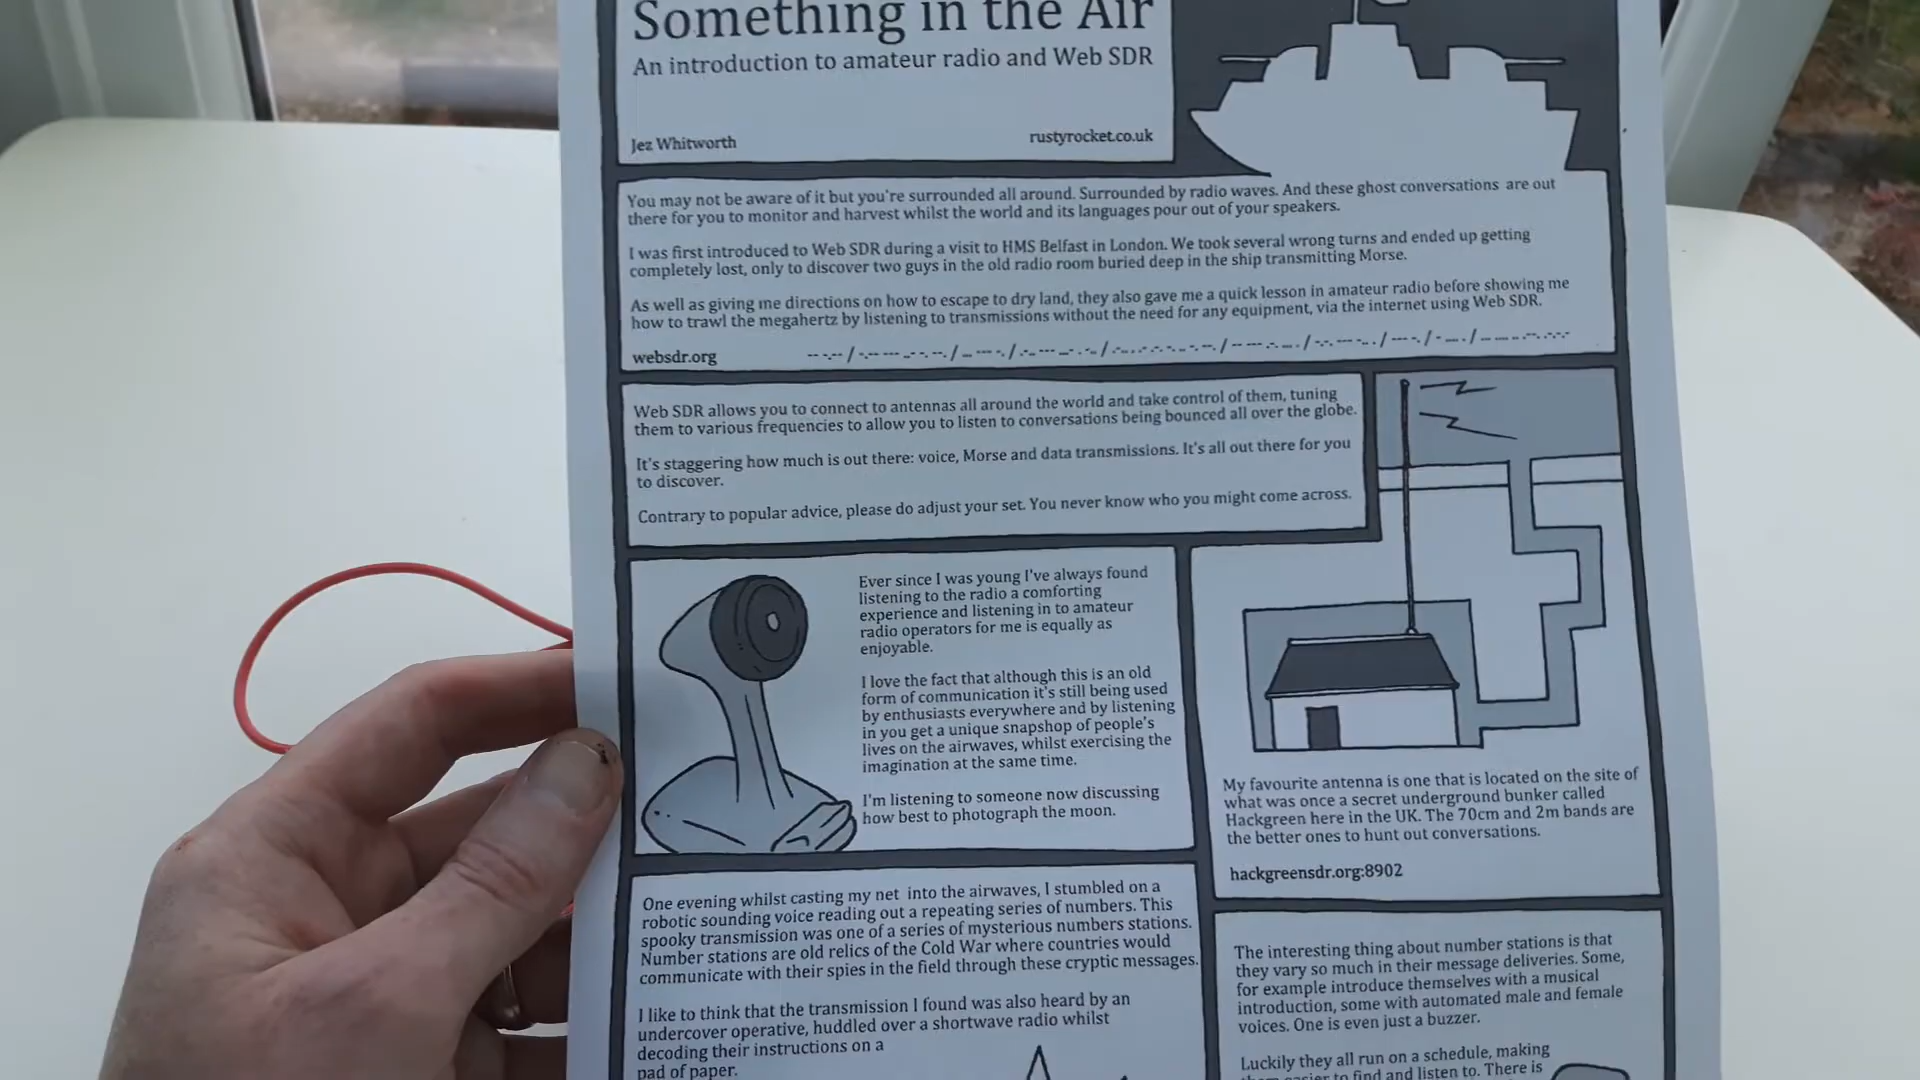 Something in the Air
An introduction to amateur radio and Web SDR
Jez Whitworth
rustyrocket.co.uk
You may not be aware of it but you're surrounded all around. Surrounded by radio waves. And these ghost conversations are out
there for you to monitor and harvest whilst the world and its languages pour out of your speakers.
I was first introduced to Web SDR during a visit to HMS Belfast in London. We took several wrong turns and ended up getting
completely lost, only to discover two guys in the old radio room buried deep in the ship transmitting Morse.
As well as giving me directions on how to escape to dry land, they also gave me a quick lesson in amateur radio before showing me
how to trawl the megahertz by listening to transmissions without the need for any equipment, via the internet using Web SDR.
websdr.org
Web SDR allows you to connect to antennas all around the world and take control of them, tuning
them to various frequencies to allow you to listen to conversations being bounced all over the globe.
It's staggering how much is out there: voice, Morse and data transmissions. It's all out there for you
to discover.
Contrary to popular advice, please do adjust your set. You never know who you might come across.
Ever since I was young I've always found
listening to the radio a comforting
experience and listening in to amateur
radio operators for me is equally as
enjoyable.
I love the fact that although this is an old
form of communication it's still being used
by enthusiasts everywhere and by listening
in you get a unique snapshop of people's
lives on the airwaves, whilst exercising the
imagination at the same time.
I'm listening to someone now discussing
how best to photograph the moon.
My favourite antenna is one that is located on the site of
what was once a secret underground bunker called
Hackgreen here in the UK. The 70cm and 2m bands are
the better ones to hunt out conversations.
hackgreensdr.org:8902
One evening whilst casting my net into the airwaves, I stumbled on a
robotic sounding voice reading out a repeating series of numbers. This
spooky transmission was one of a series of mysterious numbers stations.
Number stations are old relics of the Cold War where countries would
communicate with their spies in the field through these cryptic messages.
I like to think that the transmission I found was also heard by an
undercover operative, huddled over a shortwave radio whilst
decoding their instructions on a
pad of paper.
The interesting thing about number stations is that
they vary so much in their message deliveries. Some,
for example introduce themselves with a musical
introduction, some with automated male and female
voices. One is even just a buzzer.
Luckily they all run on a schedule, making
easier to find and listen to. There is